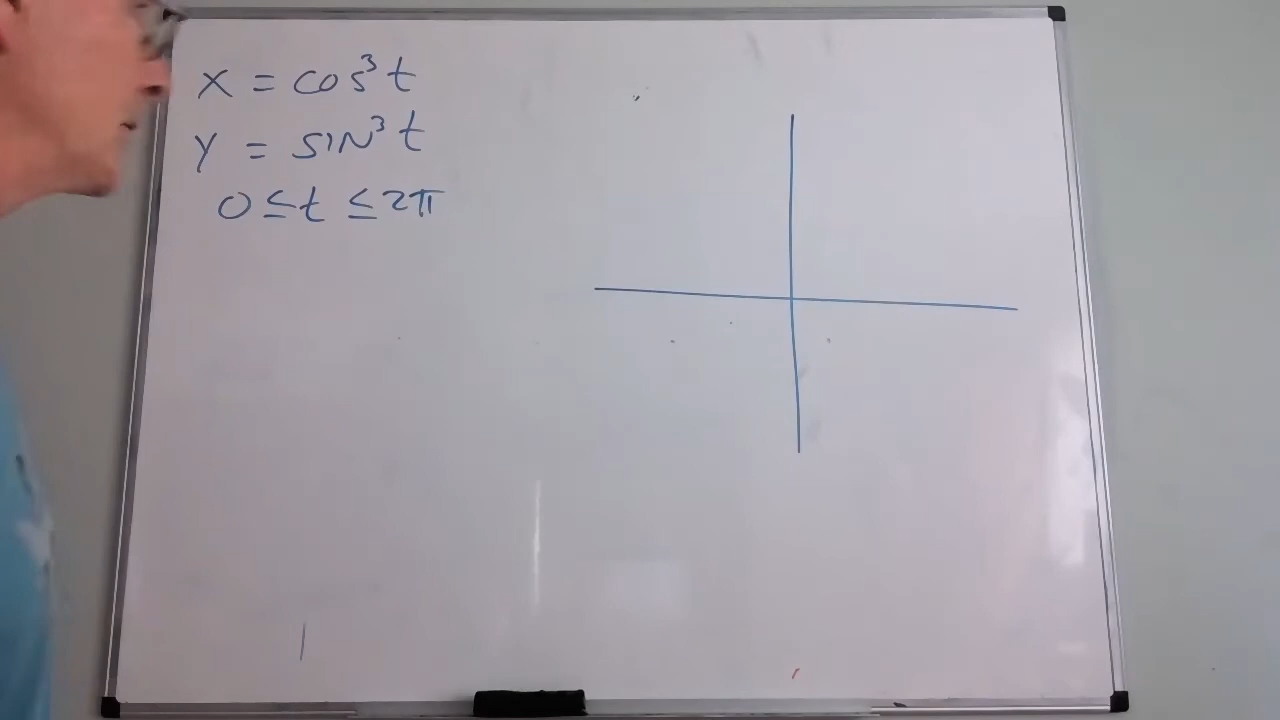 x = cos³t
y = sin³t
0 ≤ t ≤ 2π